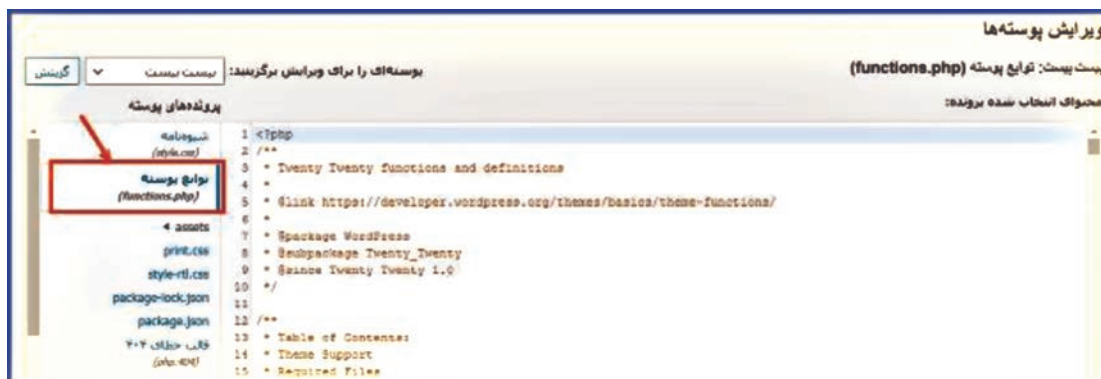 ویرایش پوسته‌ها
بیست بیست: توابع پوسته (functions.php)
پوسته‌ای را برای ویرایش برگزینید: بیست بیست گزینش
محتوای انتخاب شده پرونده:
پرونده‌های پوسته
شیوه‌نامه
(style.css)
توابع پوسته
(functions.php)
assets
print.css
style-rtl.css
package-lock.json
package.json
قالب خطای ۴۰۴
(404.php)
1 <?php
2 /**
3 * Twenty Twenty functions and definitions
4 *
5 * @link https://developer.wordpress.org/themes/basics/theme-functions/
6 *
7 * @package WordPress
8 * @subpackage Twenty_Twenty
9 * @since Twenty Twenty 1.0
10 */
11
12 /**
13 * Table of Contents:
14 * Theme Support
15 * Required Files